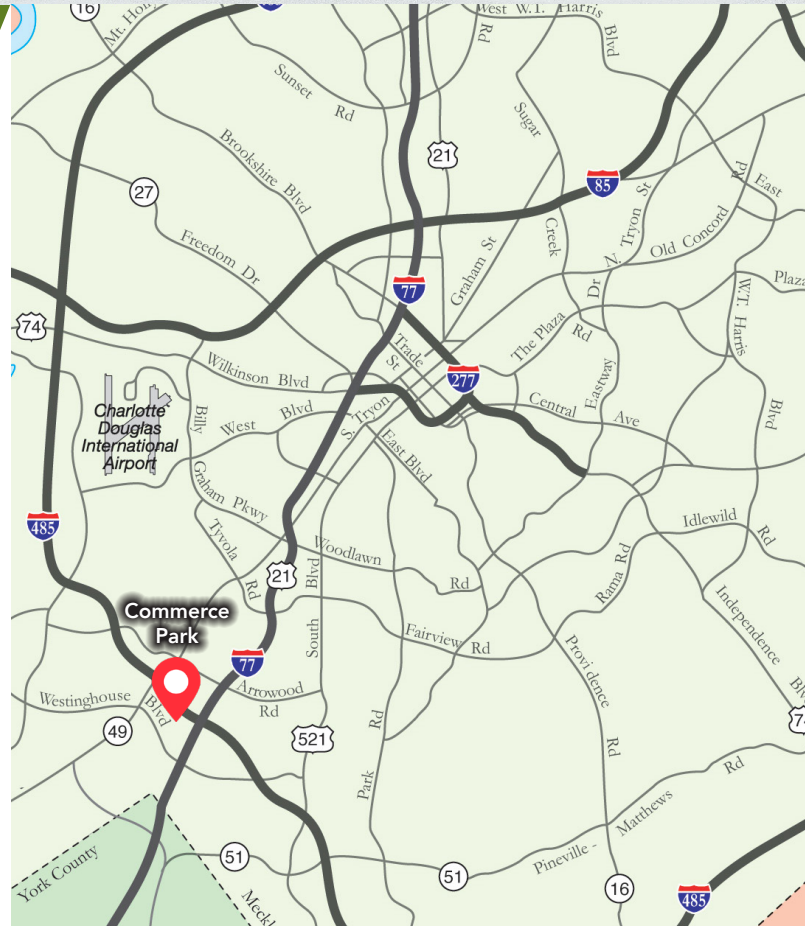 16
Mt. Holl
West W.T. Harris
Blvd
Rd
Sunset
Rd
Sugar
Creek
Rd
Brookshire Blvd
21
85
27
Freedom Dr
Graham St
N. Tryon St
Old Concord
Rd
East
W.T. Harris
Blvd
77
Plaza
74
Trade
St
The Plaza
Dr
Eastway
Wilkinson Blvd
277
Charlotte
Douglas
International
Airport
Billy
Graham Pkwy
West Blvd
S. Tryon
Central Ave
East Blvd
485
Tyvola
Rd
Woodlawn
Rd
Idlewild
Rd
21
South
Blvd
Rama Rd
Independence
Blv
Commerce
Park
Fairview Rd
Providence
Rd
77
Arrowood
Rd
Westinghouse
Blvd
49
521
Park
Rd
7
Pineville - Matthews
Rd
York County
51
51
16
485
Meckl